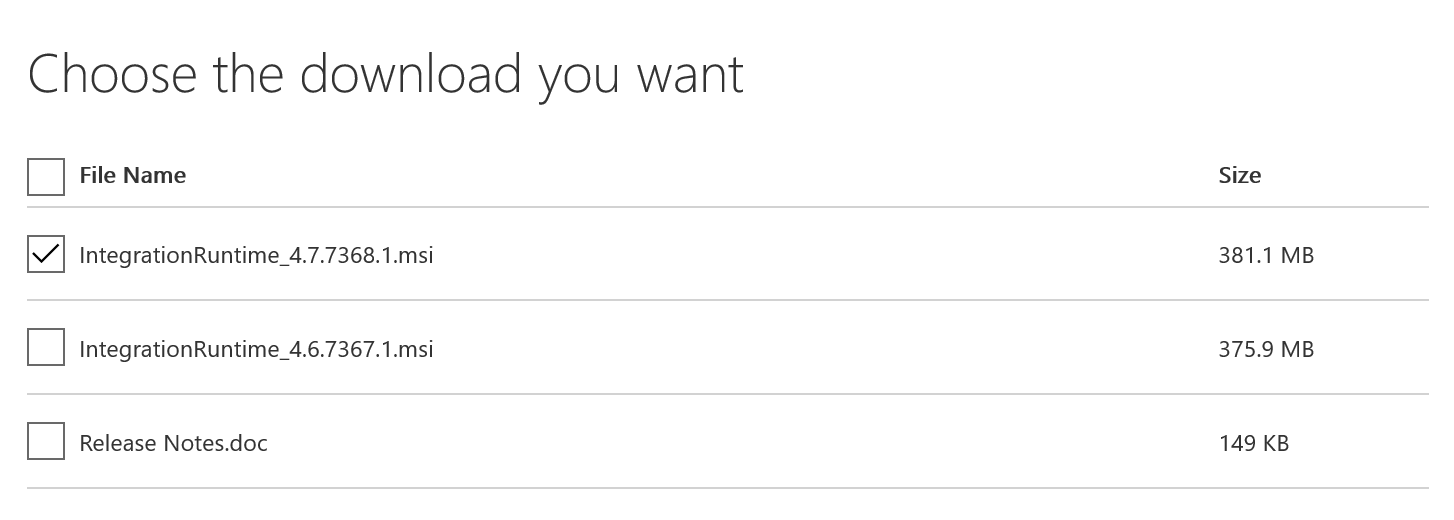 Choose the download you want
File Name Size
IntegrationRuntime_4.7.7368.1.msi 381.1 MB
IntegrationRuntime_4.6.7367.1.msi 375.9 MB
Release Notes.doc 149 KB